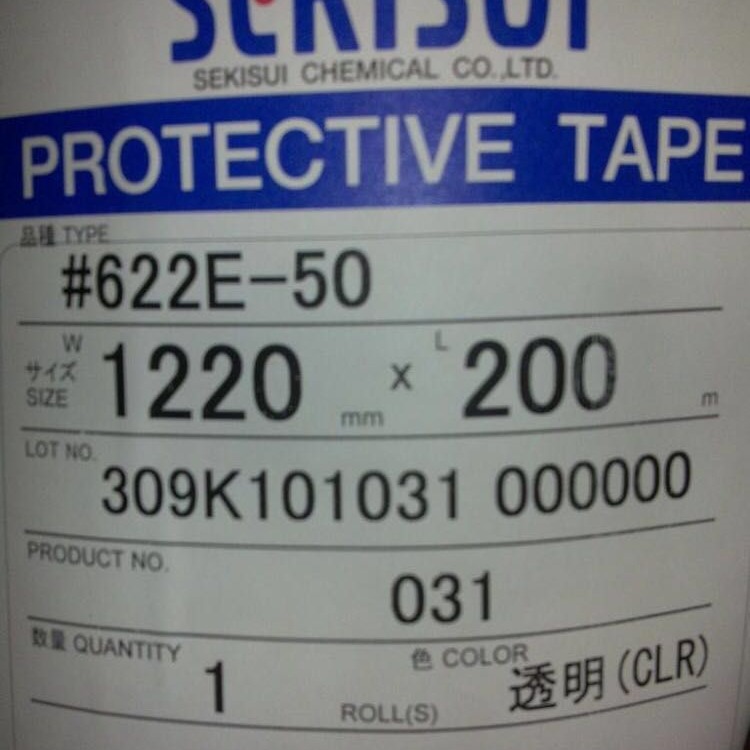 SEKISUI
SEKISUI CHEMICAL CO.,LTD.
PROTECTIVE TAPE
品種 TYPE
#622E-50
サイズ SIZE W 1220 mm x L 200 m
LOT NO.
309K101031 000000
PRODUCT NO.
031
数量 QUANTITY 1 ROLL(S)
色 COLOR 透明(CLR)